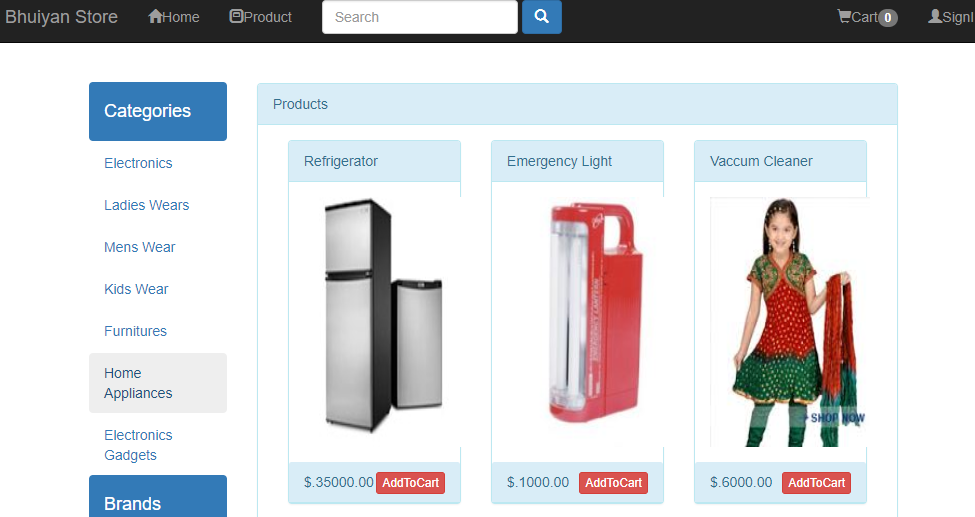 Bhuiyan Store Home Product Search Cart 0 SignI
Categories
Electronics
Ladies Wears
Mens Wear
Kids Wear
Furnitures
Home
Appliances
Electronics
Gadgets
Brands
Products
Refrigerator Emergency Light Vaccum Cleaner
EMERGENCY LANTERN
SHOP NOW
$.35000.00 AddToCart $.1000.00 AddToCart $.6000.00 AddToCart